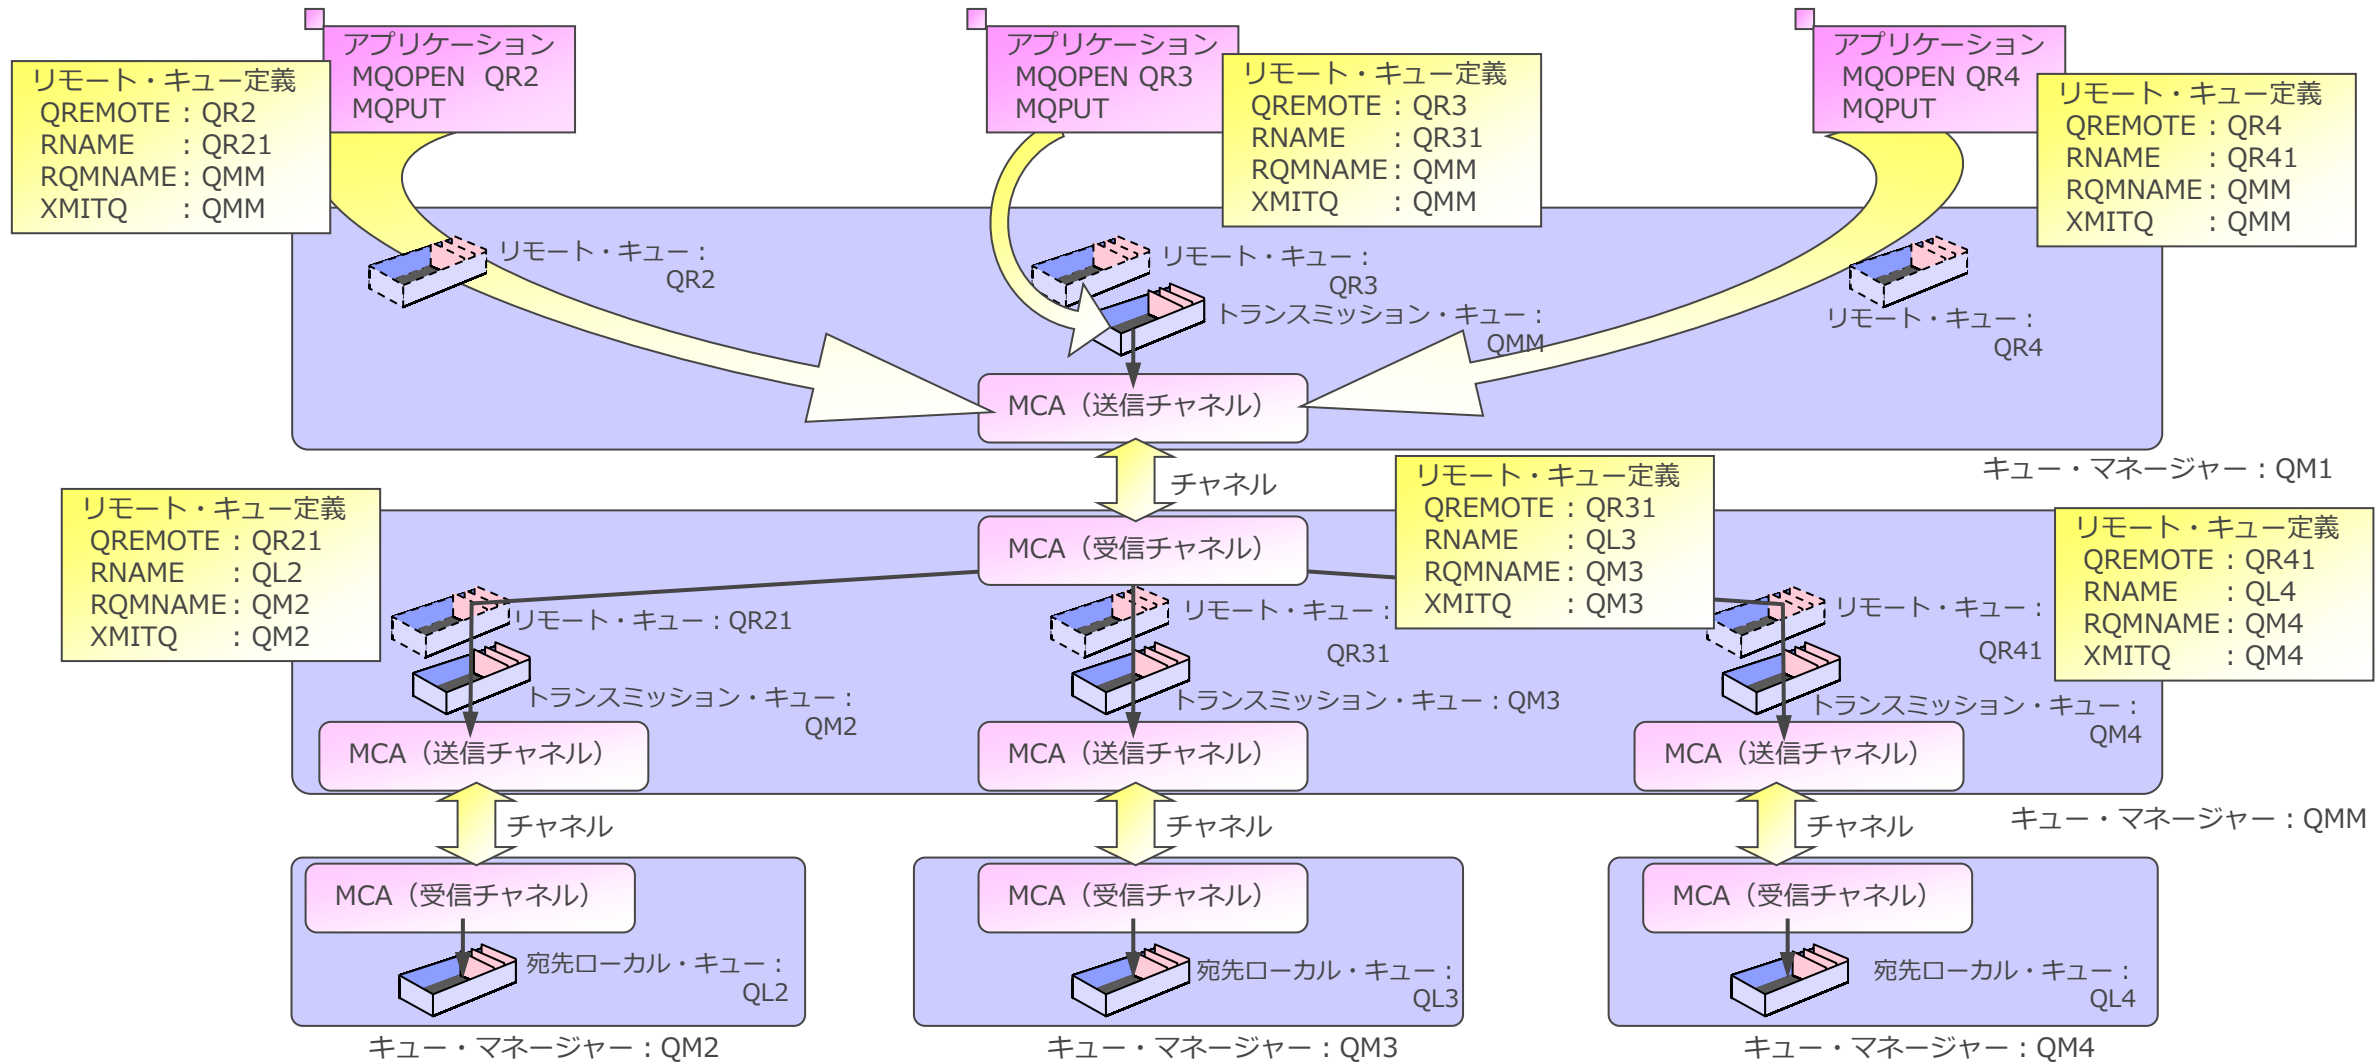 アプリケーション
MQOPEN QR2
MQPUT
リモート・キュー定義
QREMOTE : QR2
RNAME : QR21
RQMNAME : QMM
XMITQ : QMM
アプリケーション
MQOPEN QR3
MQPUT
リモート・キュー定義
QREMOTE : QR3
RNAME : QR31
RQMNAME : QMM
XMITQ : QMM
アプリケーション
MQOPEN QR4
MQPUT
リモート・キュー定義
QREMOTE : QR4
RNAME : QR41
RQMNAME : QMM
XMITQ : QMM
リモート・キュー :
QR2
リモート・キュー :
QR3
トランスミッション・キュー :
QMM
リモート・キュー :
QR4
MCA（送信チャネル）
キュー・マネージャー : QM1
チャネル
リモート・キュー定義
QREMOTE : QR21
RNAME : QL2
RQMNAME : QM2
XMITQ : QM2
MCA（受信チャネル）
リモート・キュー定義
QREMOTE : QR31
RNAME : QL3
RQMNAME : QM3
XMITQ : QM3
リモート・キュー定義
QREMOTE : QR41
RNAME : QL4
RQMNAME : QM4
XMITQ : QM4
リモート・キュー : QR21
トランスミッション・キュー :
QM2
リモート・キュー :
QR31
トランスミッション・キュー : QM3
リモート・キュー :
QR41
トランスミッション・キュー :
QM4
MCA（送信チャネル）
MCA（送信チャネル）
MCA（送信チャネル）
キュー・マネージャー : QMM
チャネル
チャネル
チャネル
MCA（受信チャネル）
MCA（受信チャネル）
MCA（受信チャネル）
宛先ローカル・キュー :
QL2
宛先ローカル・キュー :
QL3
宛先ローカル・キュー :
QL4
キュー・マネージャー : QM2
キュー・マネージャー : QM3
キュー・マネージャー : QM4